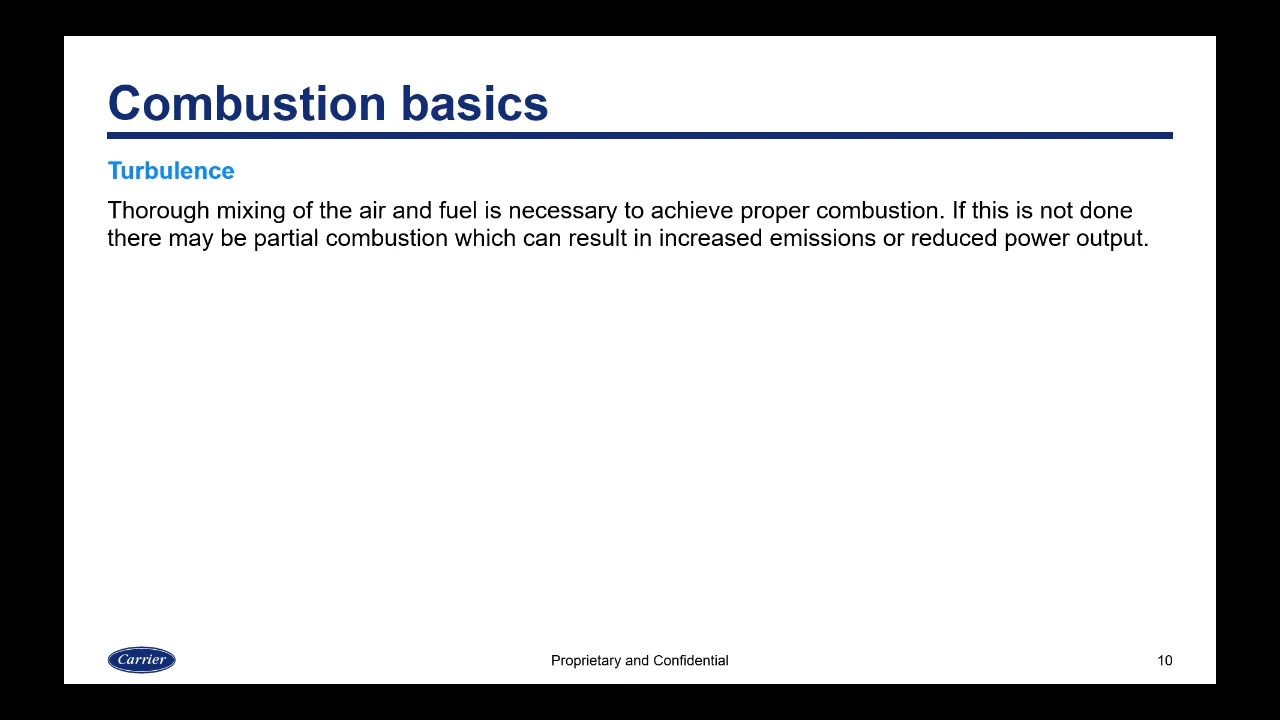 Combustion basics
Turbulence
Thorough mixing of the air and fuel is necessary to achieve proper combustion. If this is not done
there may be partial combustion which can result in increased emissions or reduced power output.
Carrier
Proprietary and Confidential
10